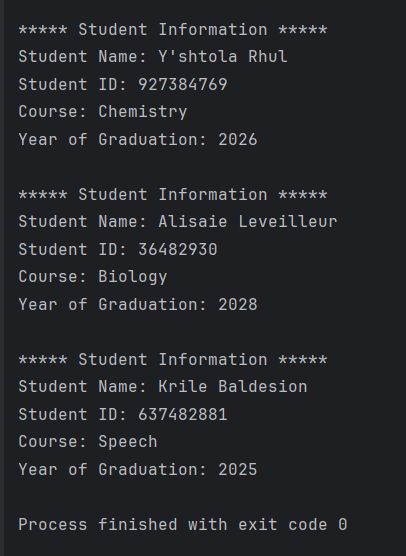 ***** Student Information *****
Student Name: Y'shtola Rhul
Student ID: 927384769
Course: Chemistry
Year of Graduation: 2026
***** Student Information *****
Student Name: Alisaie Leveilleur
Student ID: 36482930
Course: Biology
Year of Graduation: 2028
***** Student Information *****
Student Name: Krile Baldesion
Student ID: 637482881
Course: Speech
Year of Graduation: 2025
Process finished with exit code 0